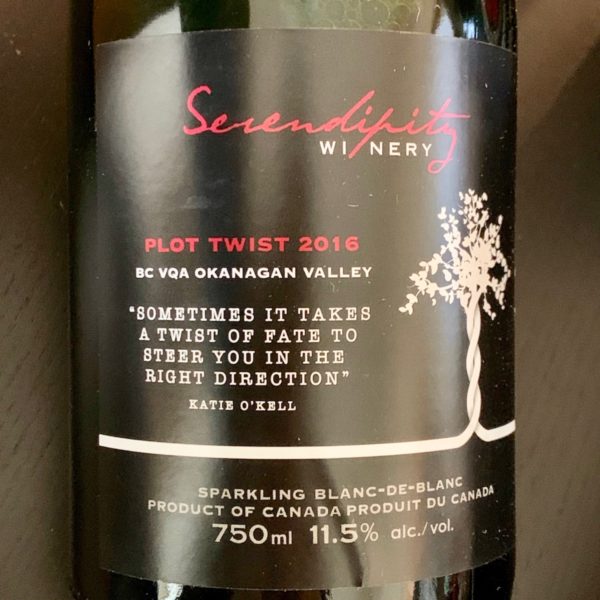 Serendipity
WINERY
PLOT TWIST 2016
BC VQA OKANAGAN VALLEY
"SOMETIMES IT TAKES
A TWIST OF FATE TO
STEER YOU IN THE
RIGHT DIRECTION"
KATIE O'KELL
SPARKLING BLANC-DE-BLANC
PRODUCT OF CANADA PRODUIT DU CANADA
750ml 11.5% alc./vol.